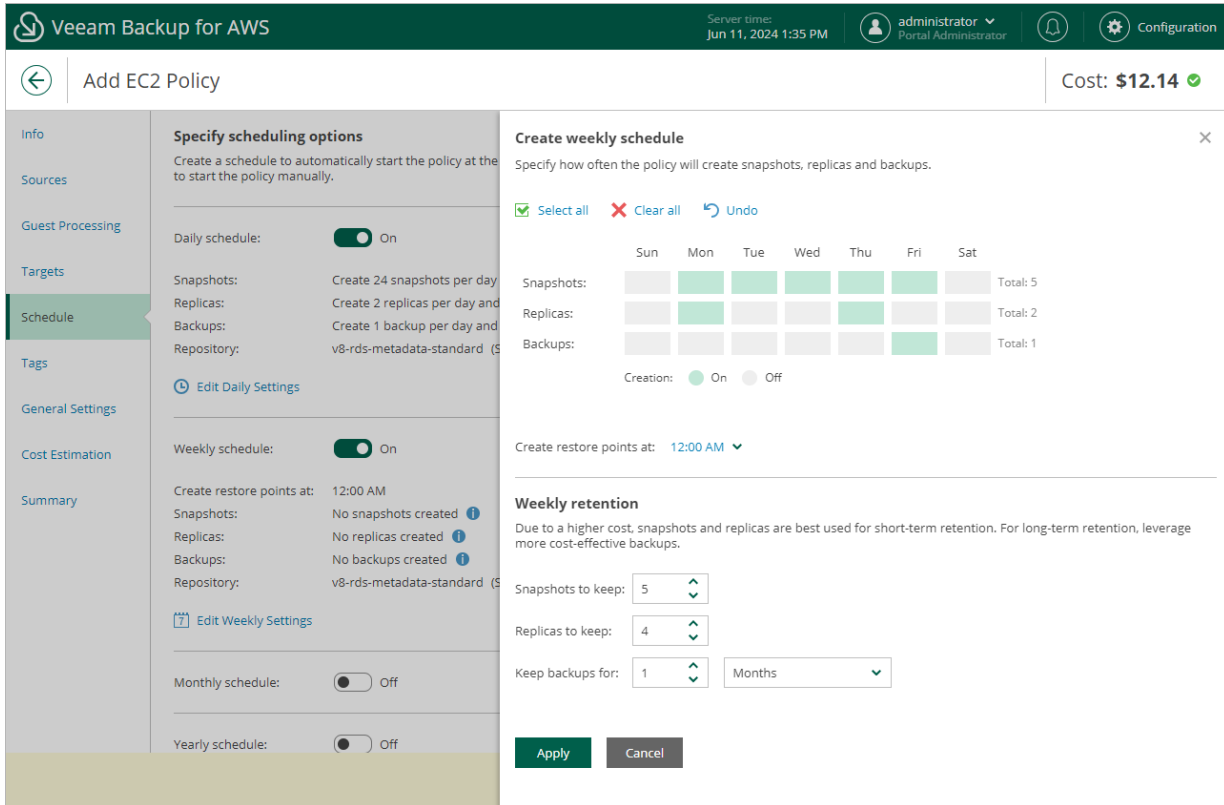 Veeam Backup for AWS
Server time:
Jun 11, 2024 1:35 PM
administrator
Portal Administrator
Configuration
Add EC2 Policy
Cost: $12.14
Info
Sources
Guest Processing
Targets
Schedule
Tags
General Settings
Cost Estimation
Summary
Specify scheduling options
Create a schedule to automatically start the policy at the
to start the policy manually.
Daily schedule: On
Snapshots: Create 24 snapshots per day
Replicas: Create 2 replicas per day and
Backups: Create 1 backup per day and
Repository: v8-rds-metadata-standard (S
Edit Daily Settings
Weekly schedule: On
Create restore points at: 12:00 AM
Snapshots: No snapshots created
Replicas: No replicas created
Backups: No backups created
Repository: v8-rds-metadata-standard (S
7 Edit Weekly Settings
Monthly schedule: Off
Yearly schedule: Off
Create weekly schedule
Specify how often the policy will create snapshots, replicas and backups.
Select all Clear all Undo
Sun Mon Tue Wed Thu Fri Sat
Snapshots: Total: 5
Replicas: Total: 2
Backups: Total: 1
Creation: On Off
Create restore points at: 12:00 AM
Weekly retention
Due to a higher cost, snapshots and replicas are best used for short-term retention. For long-term retention, leverage
more cost-effective backups.
Snapshots to keep: 5
Replicas to keep: 4
Keep backups for: 1 Months
Apply Cancel